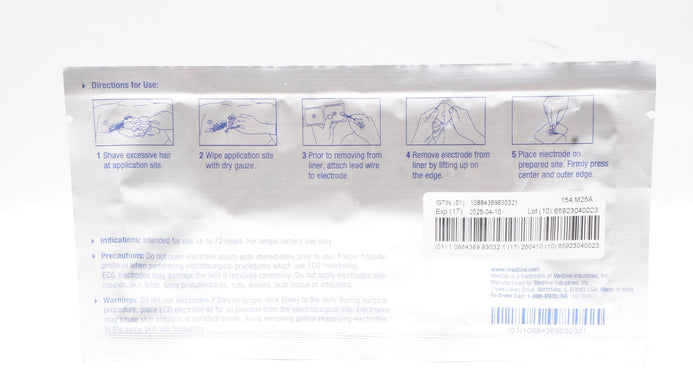 Directions for Use:
1 Shave excessive hair
at application site.
2 Wipe application site
with dry gauze.
3 Prior to removing from
liner, attach lead wire
to electrode.
4 Remove electrode from
liner by lifting up on
the edge.
5 Place electrode on
prepared site. Firmly press
center and outer edge.
GTIN (01) : 10884389830321 154 M25A
Exp (17) : 2025-04-10 Lot (10):65923040023
(01) 1 0884389 83032 1 (17) 250410 (10) 65923040023
Indications: Intended for use up to 72 hours. For single patient use only.
Precautions: Do not open electrode pouch until immediately prior to use. Follow hospital
protocol when performing electrosurgical procedures which use ECG monitoring.
ECG electrodes may damage the skin if removed carelessly. Do not apply electrodes over
nipples, skin folds, bony protuberances, cuts, lesions, scar tissue or infections.
Warnings: Do not use electrodes if they no longer stick firmly to the skin. During surgical
procedure, place ECG electrode as far as possible from the electrosurgical site. Electrodes
may cause skin irritation at constant points. Avoid removing and/or reapplying electrodes
to the same skin site frequently.
www.medline.com
Medline is a trademark of Medline Industries, Inc.
Manufactured for Medline Industries, Inc.
Three Lakes Drive, Northfield, IL 60093 USA. Made in India
To Order Call: 1-800-MEDLINE
(01)10884389830321